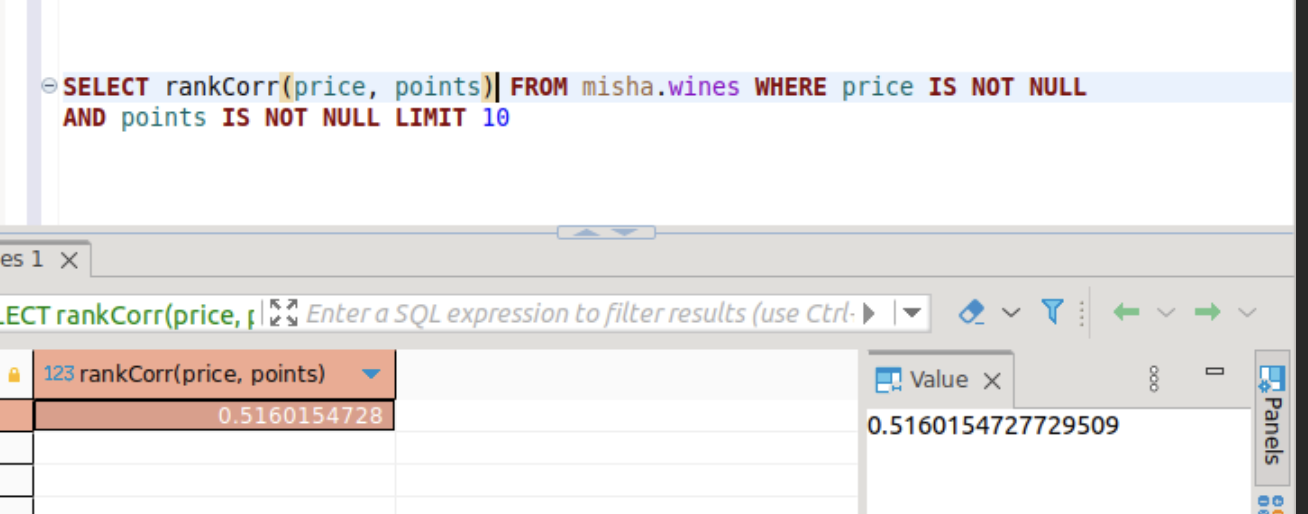 SELECT rankCorr(price, points) FROM misha.wines WHERE price IS NOT NULL
AND points IS NOT NULL LIMIT 10
es 1
LECT rankCorr(price, p
Enter a SQL expression to filter results (use Ctrl-
123 rankCorr(price, points)
0.5160154728
Value
0.5160154727729509
Panels